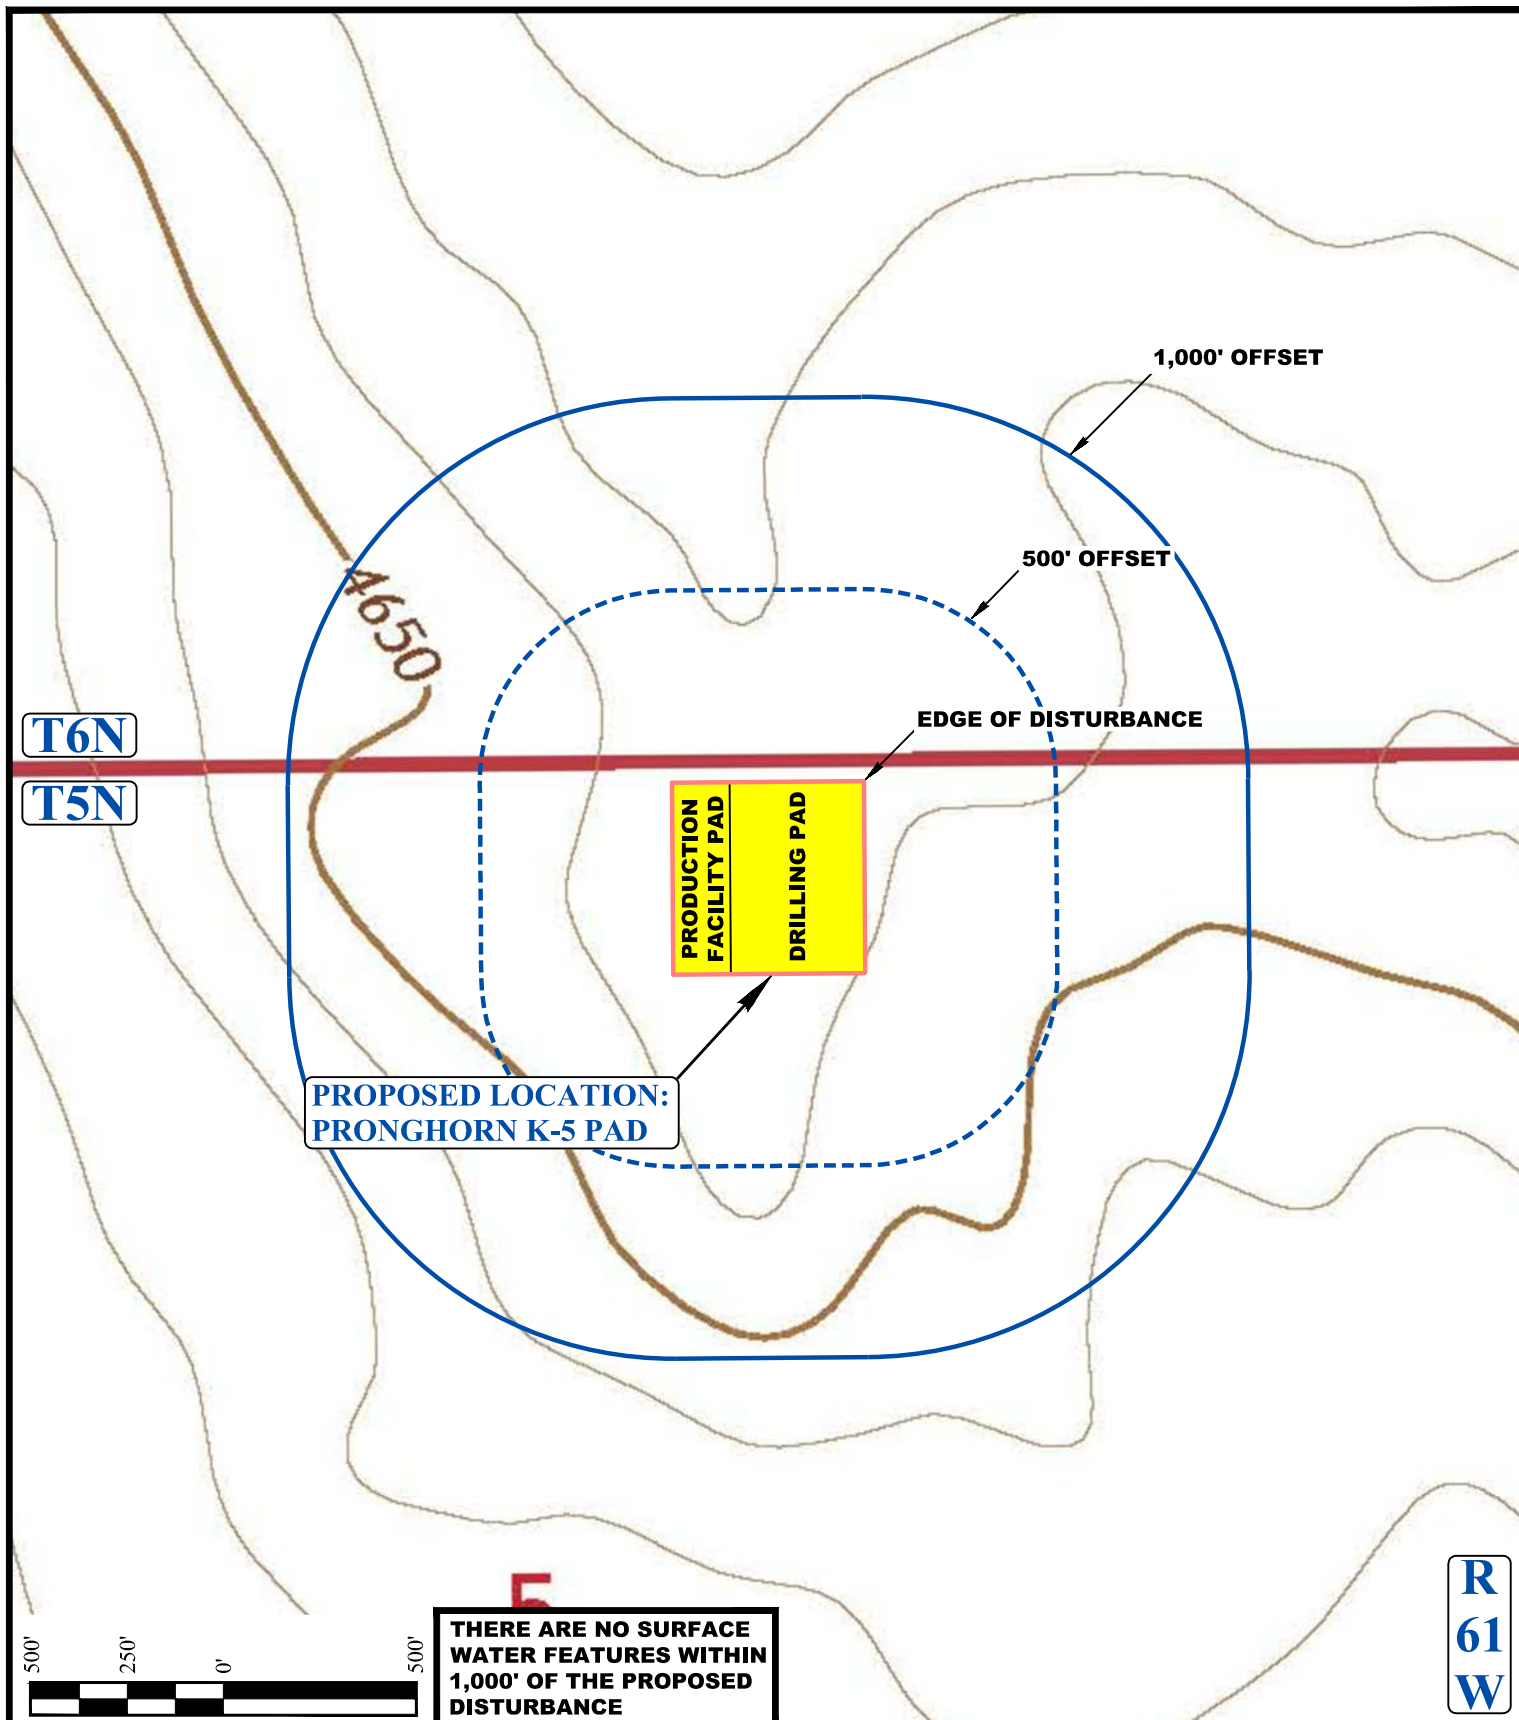 1,000' OFFSET
500' OFFSET
4650
T6N
EDGE OF DISTURBANCE
T5N
PRODUCTION
FACILITY PAD
DRILLING PAD
PROPOSED LOCATION:
PRONGHORN K-5 PAD
5
R
61
W
500'
250'
0'
500'
THERE ARE NO SURFACE
WATER FEATURES WITHIN
1,000' OF THE PROPOSED
DISTURBANCE